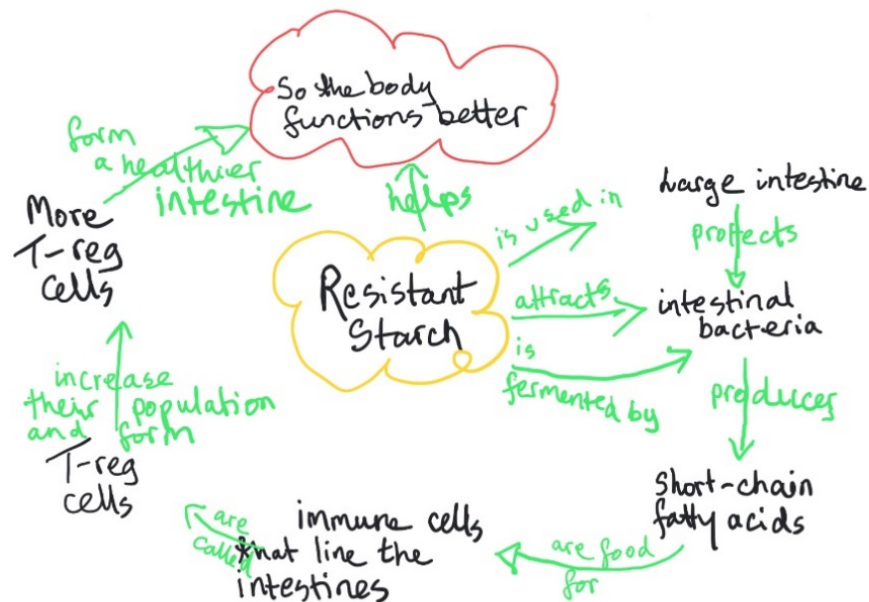 So the body
functions better
form
a healthier
intestine
helps
More
T-reg
cells
Resistant
Starch
is used in
Large intestine
protects
attracts
intestinal
bacteria
is
fermented by
produces
increase
their population
and form
T-reg
cells
short-chain
fatty acids
are food
for
immune cells
that line the
intestines
are
called